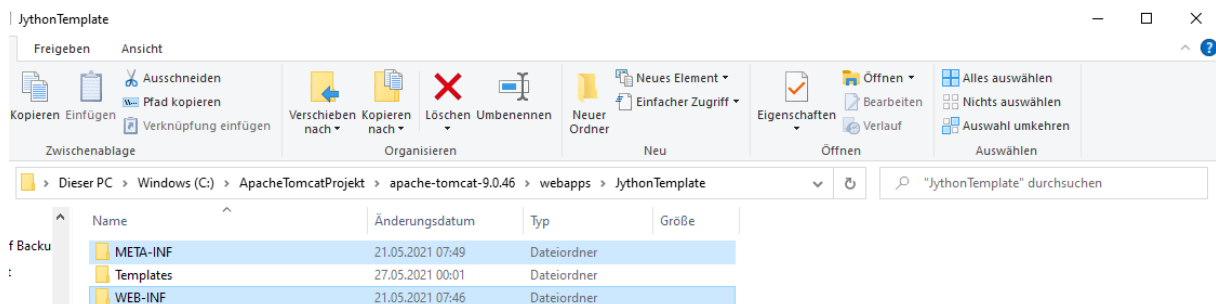 JythonTemplate
Freigeben Ansicht
Kopieren Einfügen Ausschneiden
Pfad kopieren
Verknüpfung einfügen
Zwischenablage
Verschieben nach Kopieren nach Löschen Umbenennen
Organisieren
Neuer Ordner Neues Element
Einfacher Zugriff
Neu
Eigenschaften Öffnen
Bearbeiten
Verlauf
Öffnen
Alles auswählen
Nichts auswählen
Auswahl umkehren
Auswählen
Dieser PC > Windows (C:) > ApacheTomcatProjekt > apache-tomcat-9.0.46 > webapps > JythonTemplate
"JythonTemplate" durchsuchen
Name Änderungsdatum Typ Größe
f Backu
t
META-INF 21.05.2021 07:49 Dateiordner
Templates 27.05.2021 00:01 Dateiordner
WEB-INF 21.05.2021 07:46 Dateiordner